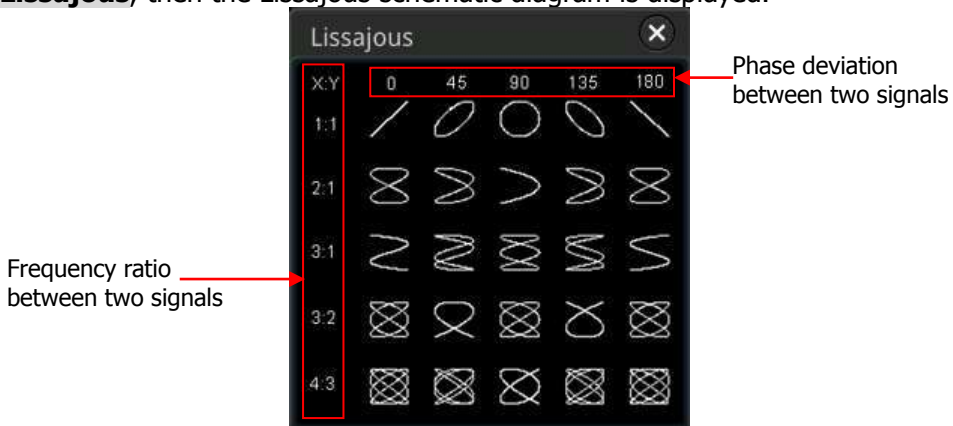 Lissajous, then the Lissajous schematic diagram is displayed.
Lissajous
Phase deviation
between two signals
X:Y 0 45 90 135 180
1:1
2:1
3:1
Frequency ratio
between two signals
3:2
4:3